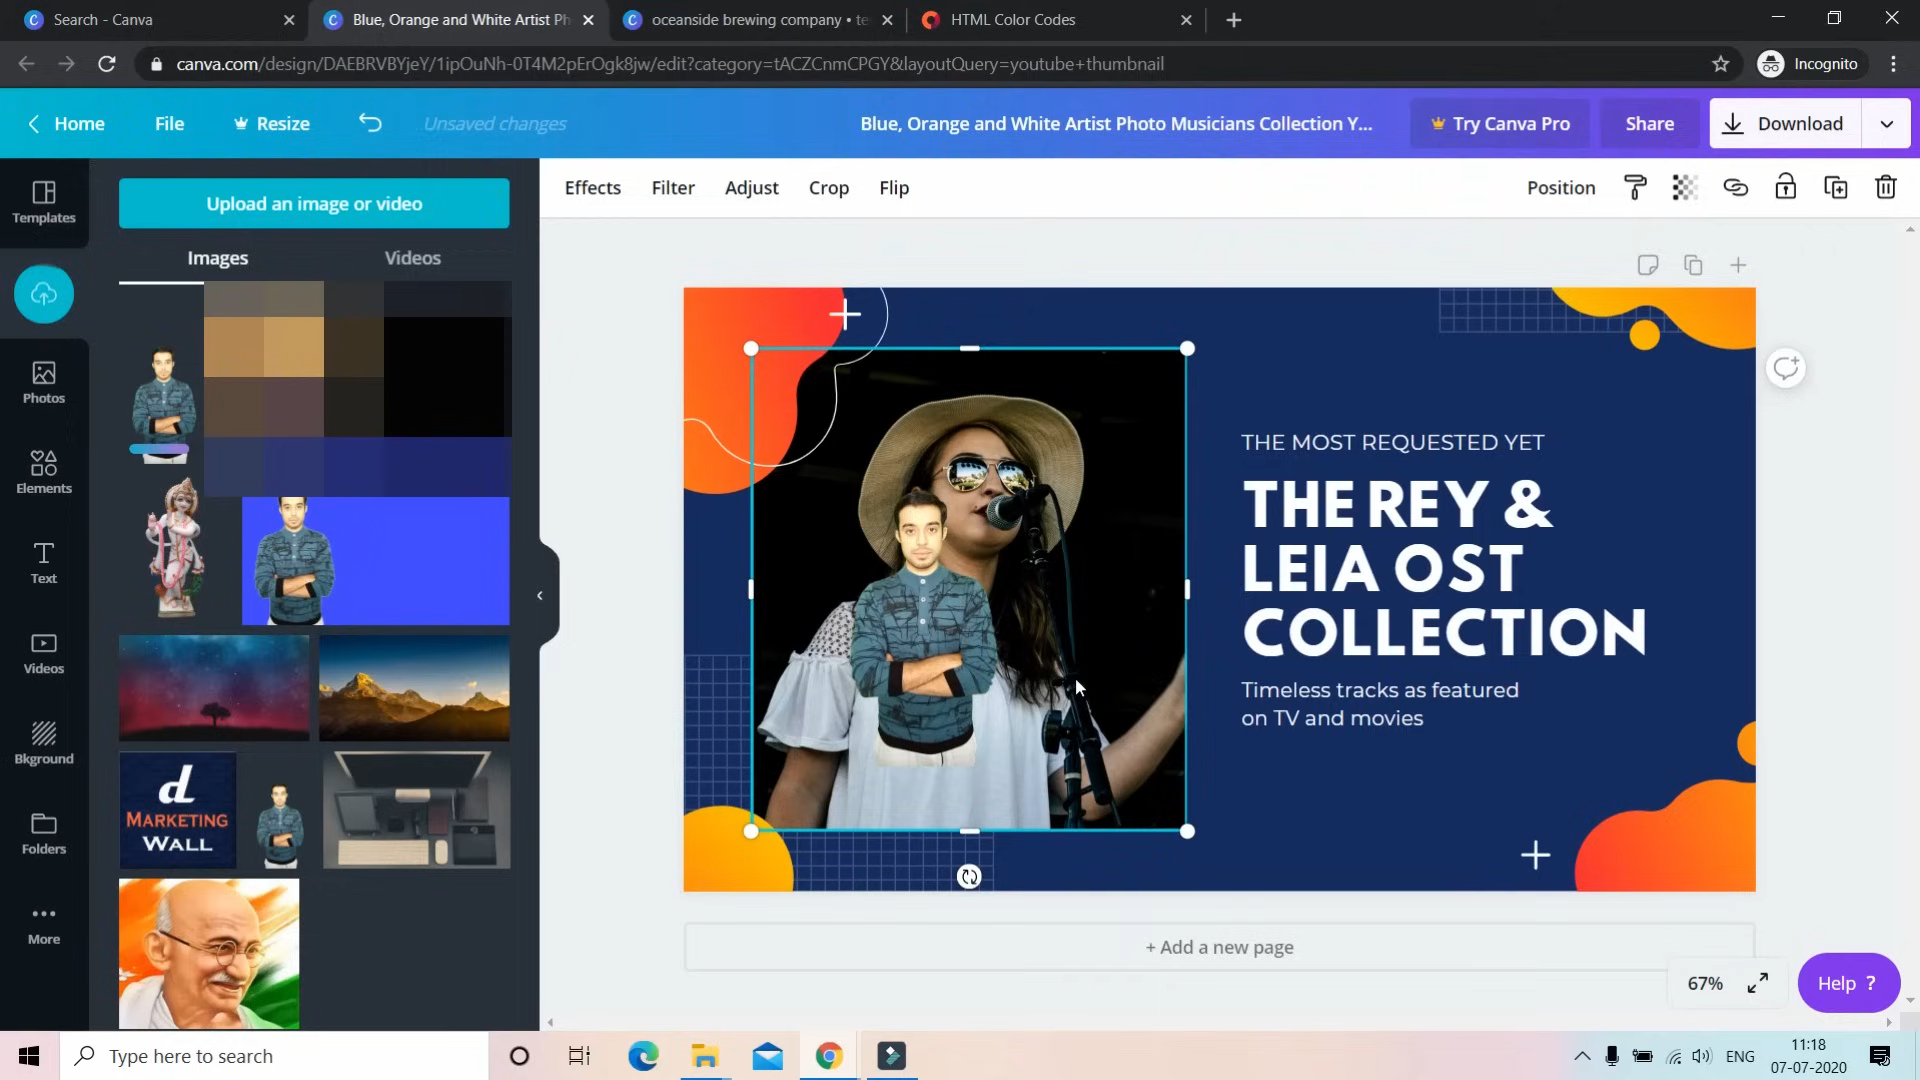 Search - Canva
Blue, Orange and White Artist Ph
oceanside brewing company • te
HTML Color Codes
canva.com/design/DAEBRVBYjeY/1ipOuNh-0T4M2pErOgk8jw/edit?category=tACZCnmCPGY&layoutQuery=youtube+thumbnail
Incognito
Home
File
Resize
Unsaved changes
Blue, Orange and White Artist Photo Musicians Collection Y...
Try Canva Pro
Share
Download
Templates
Upload an image or video
Images
Videos
Effects
Filter
Adjust
Crop
Flip
Position
Photos
Elements
Text
Videos
Bkground
Folders
More
d
MARKETING
WALL
THE MOST REQUESTED YET
THE REY &
LEIA OST
COLLECTION
Timeless tracks as featured
on TV and movies
+ Add a new page
67%
Help ?
Type here to search
ENG
11:18
07-07-2020